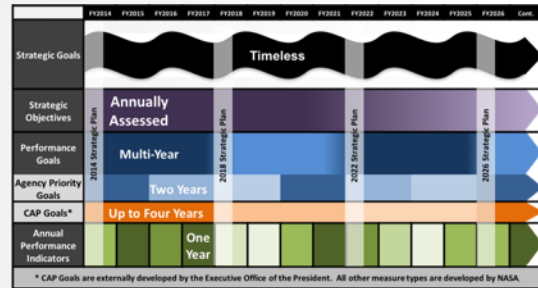 FY2014 FY2015 FY2016 FY2017 FY2018 FY2019 FY2020 FY2021 FY2022 FY2023 FY2024 FY2025 FY2026 Cont.
Strategic Goals
Timeless
Strategic
Objectives
Annually
Assessed
Performance
Goals
Multi-Year
Agency Priority
Goals
Two Years
CAP Goals*
Up to Four Years
Annual
Performance
Indicators
One
Year
2014 Strategic Plan
2018 Strategic Plan
2022 Strategic Plan
2026 Strategic Plan
* CAP Goals are externally developed by the Executive Office of the President. All other measure types are developed by NASA.